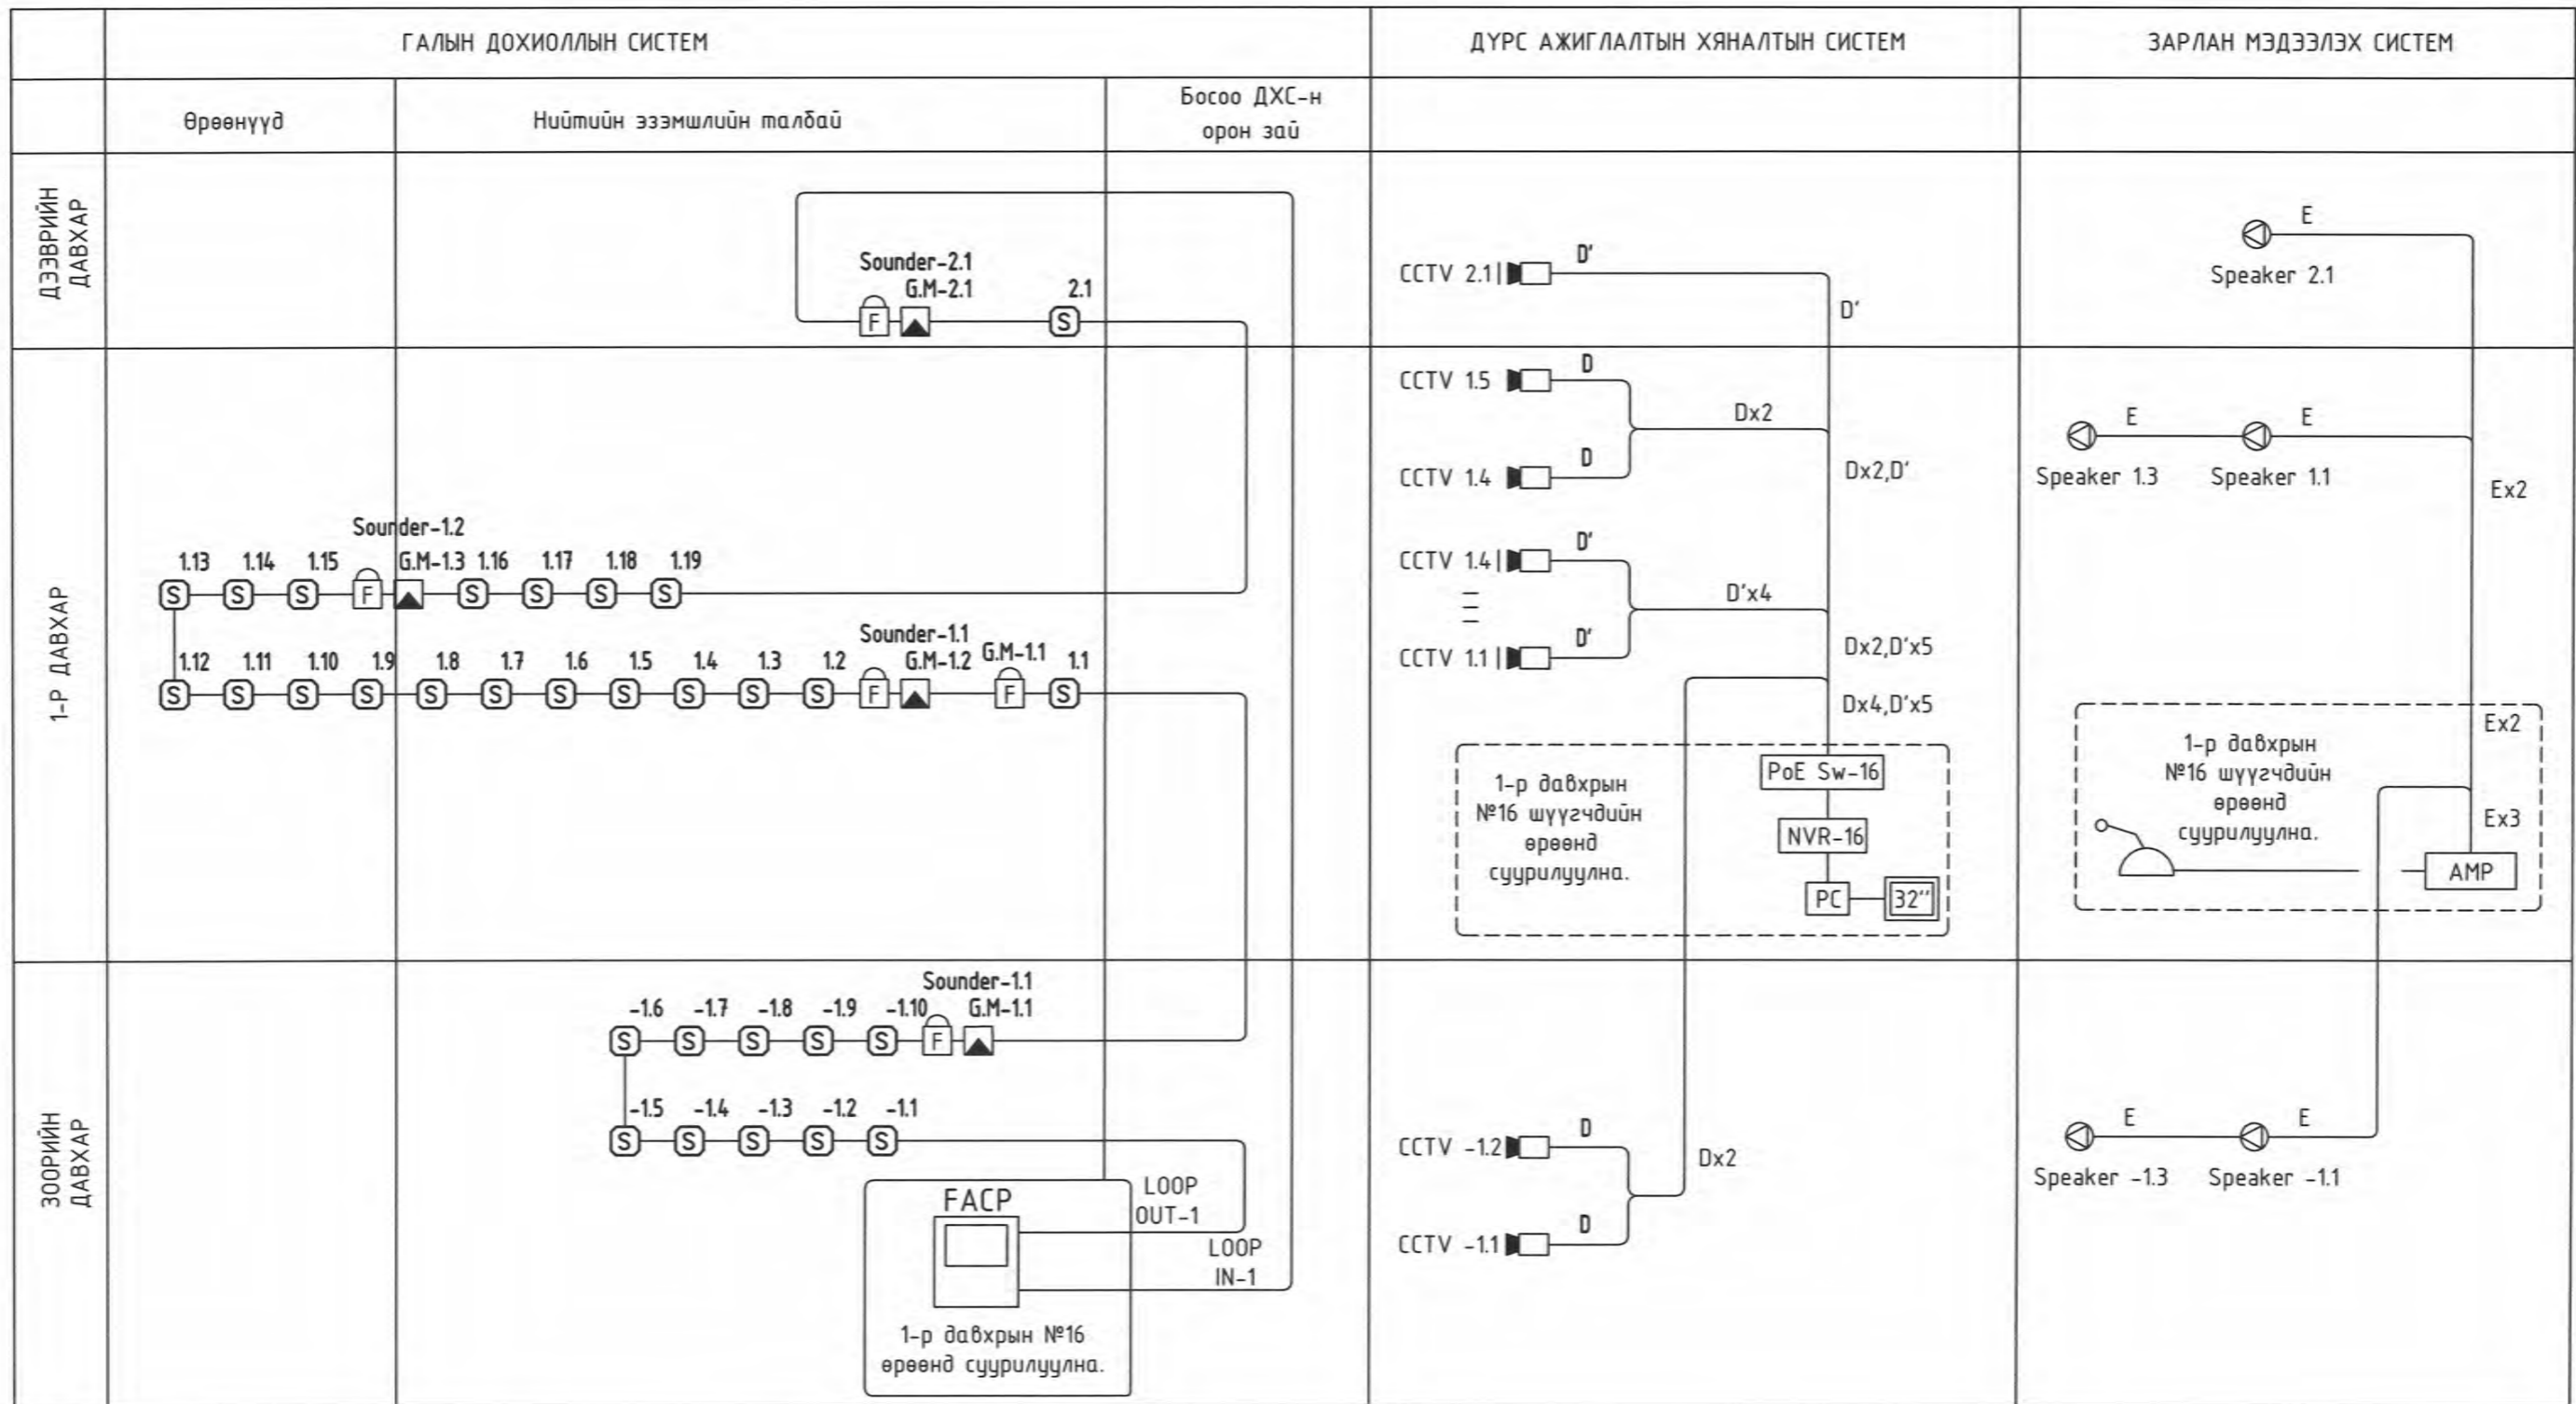 ГАЛЫН ДОХИОЛЛЫН СИСТЕМ
ДҮРС АЖИГЛАЛТЫН ХЯНАЛТЫН СИСТЕМ
ЗАРЛАН МЭДЭЭЛЭХ СИСТЕМ
Өрөөнүүд
Нийтийн эзэмшлийн талбай
Босоо ДХС-н
орон зай
ДЭЭВРИЙН
ДАВХАР
Sounder-2.1
G.M-2.1
2.1
F
S
CCTV 2.1
D'
D'
E
Speaker 2.1
1-Р ДАВХАР
Sounder-1.2
1.13 1.14 1.15 G.M-1.3 1.16 1.17 1.18 1.19
S S S F S S S S
Sounder-1.1
1.12 1.11 1.10 1.9 1.8 1.7 1.6 1.5 1.4 1.3 1.2 G.M-1.2 G.M-1.1 1.1
S S S S S S S S S S S F F S
CCTV 1.5
D
Dx2
CCTV 1.4
D
Dx2,D'
CCTV 1.4
D'
D'x4
CCTV 1.1
D'
Dx2,D'x5
Dx4,D'x5
1-р давхрын
№16 шүүгчдийн
өрөөнд
суурилуулна.
PoE Sw-16
NVR-16
PC
32"
E
E
Speaker 1.3
Speaker 1.1
Ex2
Ex2
1-р давхрын
№16 шүүгчдийн
өрөөнд
суурилуулна.
Ex3
AMP
ЗООРИЙН
ДАВХАР
Sounder-1.1
-1.6 -1.7 -1.8 -1.9 -1.10 G.M-1.1
S S S S S F
-1.5 -1.4 -1.3 -1.2 -1.1
S S S S S
FACP
LOOP
OUT-1
LOOP
IN-1
1-р давхрын №16
өрөөнд суурилуулна.
CCTV -1.2
D
Dx2
CCTV -1.1
D
E
E
Speaker -1.3
Speaker -1.1